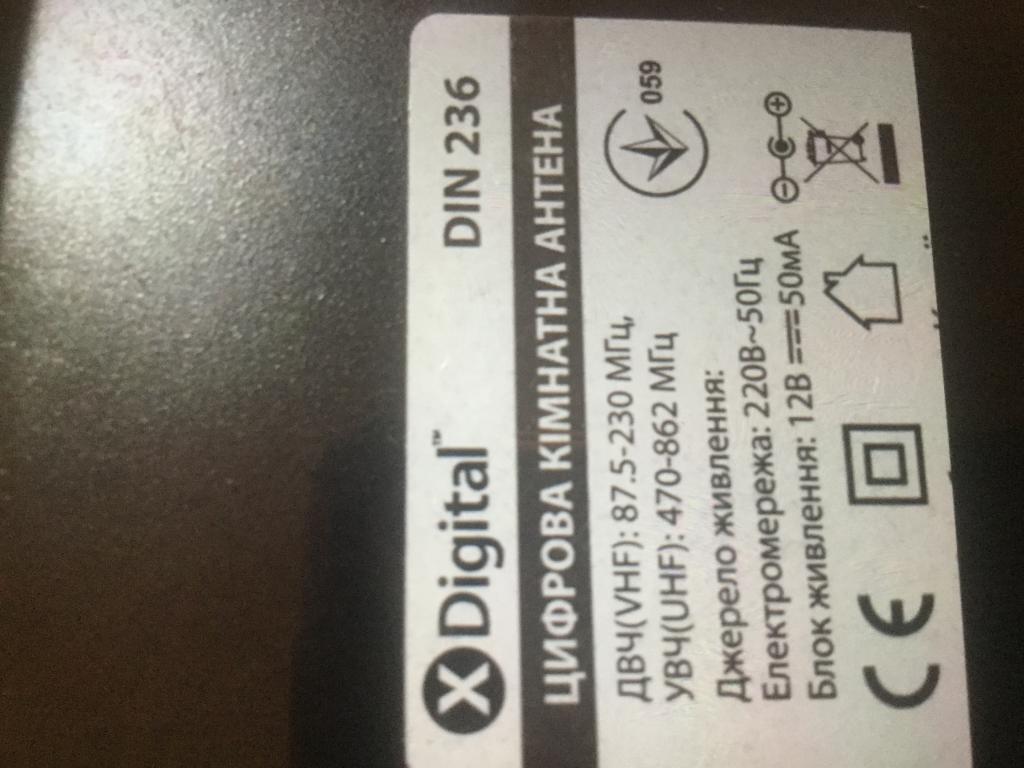 X Digital™ DIN 236
ЦИФРОВА КІМНАТНА АНТЕНА
ДВЧ(VHF): 87.5-230 МГц,
УВЧ(UHF): 470-862 МГц
059
Джерело живлення:
Електромережа: 220В~50Гц
Блок живлення: 12В ⎓ 50мА
CE